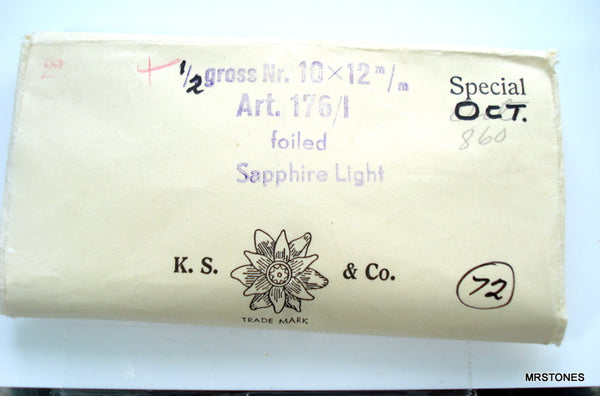 22 + 1/2 gross Nr. 10×12 m/m
Special
Art. 176/I
OCT.
860
foiled
Sapphire Light
K. S. & Co.
72
TRADE MARK
MRSTONES